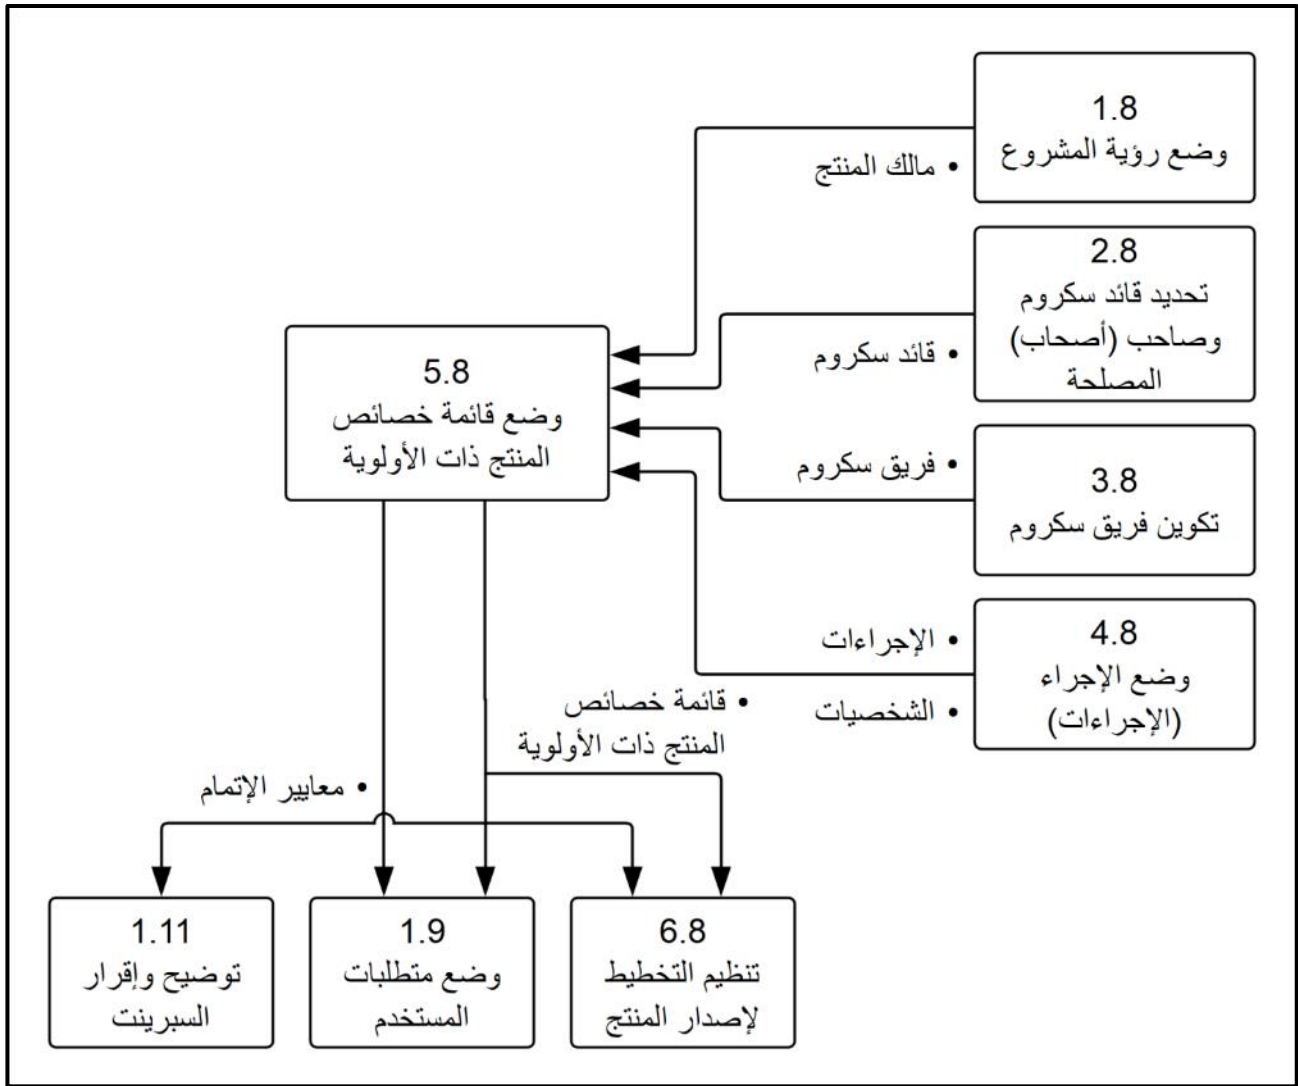 1.8
وضع رؤية المشروع
• مالك المنتج
2.8
تحديد قائد سكروم
وصاحب (أصحاب)
المصلحة
• قائد سكروم
5.8
وضع قائمة خصائص
المنتج ذات الأولوية
3.8
تكوين فريق سكروم
• فريق سكروم
4.8
وضع الإجراء
(الإجراءات)
• الإجراءات
• الشخصيات
• قائمة خصائص
المنتج ذات الأولوية
• معايير الإتمام
6.8
تنظيم التخطيط
لإصدار المنتج
1.9
وضع متطلبات
المستخدم
1.11
توضيح وإقرار
السبرينت